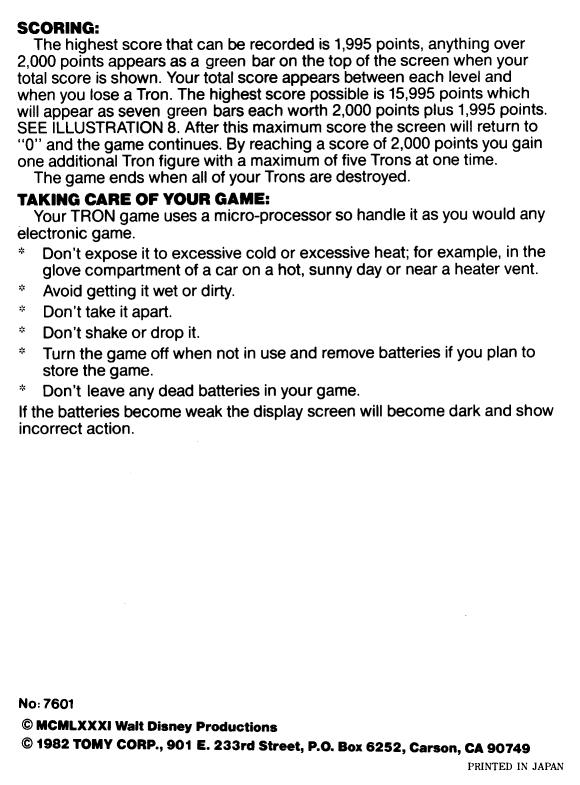 SCORING:
The highest score that can be recorded is 1,995 points, anything over
2,000 points appears as a green bar on the top of the screen when your
total score is shown. Your total score appears between each level and
when you lose a Tron. The highest score possible is 15,995 points which
will appear as seven green bars each worth 2,000 points plus 1,995 points.
SEE ILLUSTRATION 8. After this maximum score the screen will return to
"0" and the game continues. By reaching a score of 2,000 points you gain
one additional Tron figure with a maximum of five Trons at one time.
The game ends when all of your Trons are destroyed.
TAKING CARE OF YOUR GAME:
Your TRON game uses a micro-processor so handle it as you would any
electronic game.
* Don't expose it to excessive cold or excessive heat; for example, in the
glove compartment of a car on a hot, sunny day or near a heater vent.
* Avoid getting it wet or dirty.
* Don't take it apart.
* Don't shake or drop it.
* Turn the game off when not in use and remove batteries if you plan to
store the game.
* Don't leave any dead batteries in your game.
If the batteries become weak the display screen will become dark and show
incorrect action.
No: 7601
© MCMLXXXI Walt Disney Productions
© 1982 TOMY CORP., 901 E. 233rd Street, P.O. Box 6252, Carson, CA 90749
PRINTED IN JAPAN